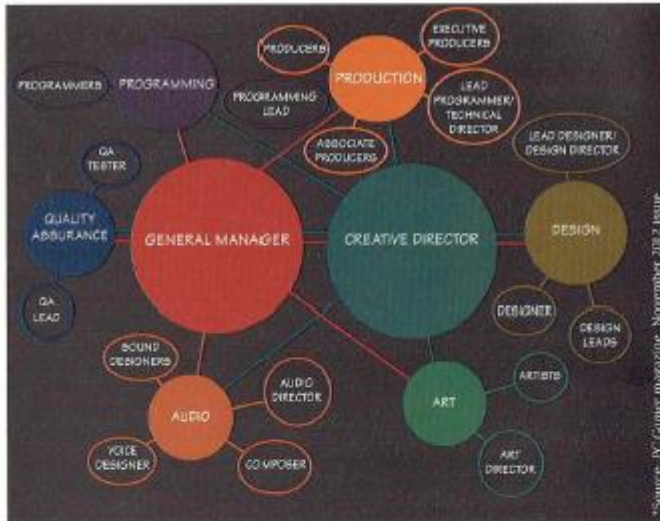 EXECUTIVE
PRODUCERS
PRODUCERS
PROGRAMMING
PRODUCTION
PROGRAMMERS
PROGRAMMING
LEAD
LEAD
PROGRAMMER/
TECHNICAL
DIRECTOR
ASSOCIATE
PRODUCERS
LEAD DESIGNER/
DESIGN DIRECTOR
QA
TESTER
QUALITY
ASSURANCE
GENERAL MANAGER
CREATIVE DIRECTOR
DESIGN
QA
LEAD
DESIGNER
DESIGN
LEADS
SOUND
DESIGNERS
AUDIO
DIRECTOR
AUDIO
VOICE
DESIGNER
COMPOSER
ARTISTS
ART
ART
DIRECTOR
*Source: PC Gamer magazine, November 2012 issue